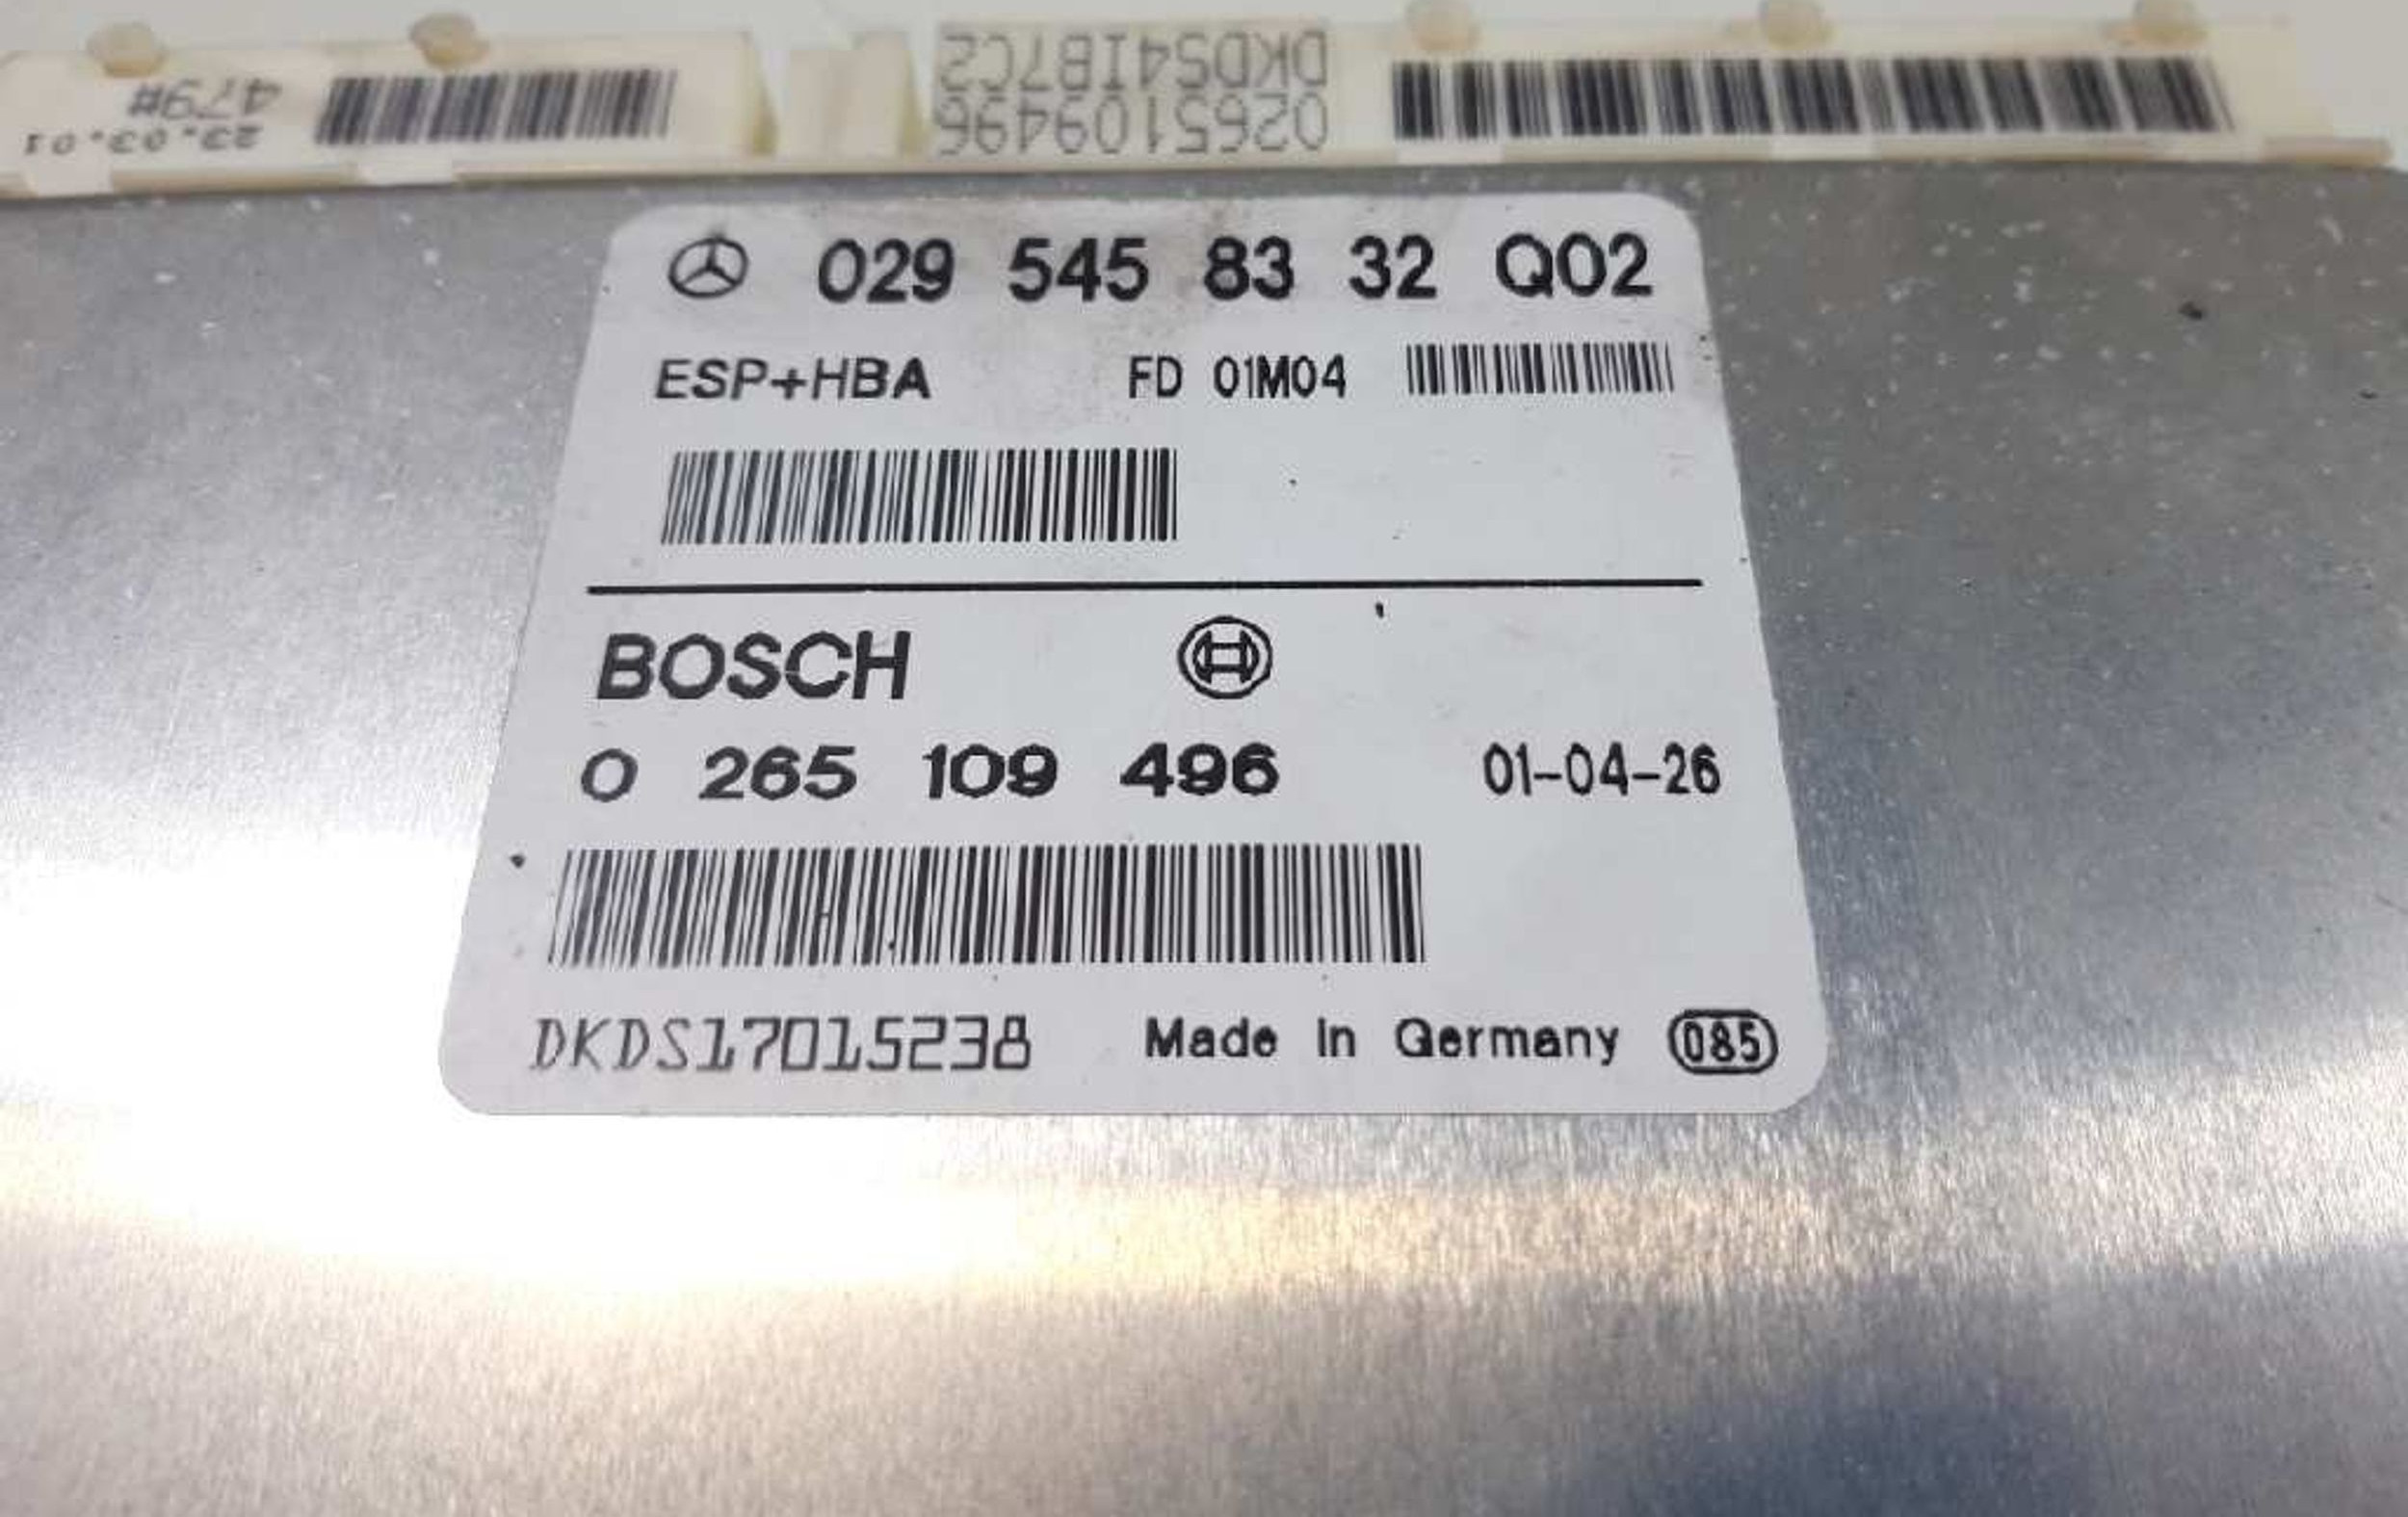 479#
23.03.01
DKDS4187C2
0265109496
029 545 83 32 Q02
ESP+HBA FD 01M04
BOSCH
0 265 109 496 01-04-26
DKDS17015238 Made In Germany 085